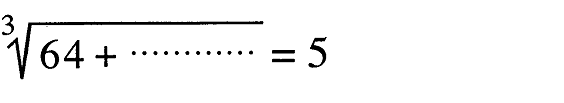 ∛(64 + ............) = 5